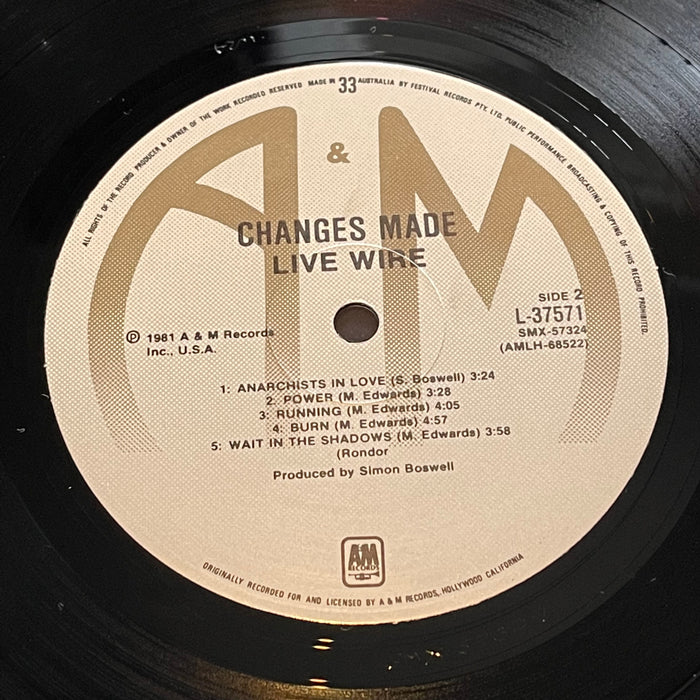 ALL RIGHTS OF THE RECORD PRODUCER & OWNER OF THE WORK RECORDED RESERVED MADE IN 33 AUSTRALIA BY FESTIVAL RECORDS PTY. LTD. PUBLIC PERFORMANCE BROADCASTING & COPYING OF THIS RECORD PROHIBITED.
A & M
CHANGES MADE
LIVE WIRE
SIDE 2
L-37571
SMX-57324
(AMLH-68522)
Ⓟ 1981 A & M Records
Inc., U.S.A.
1: ANARCHISTS IN LOVE (S. Boswell) 3:24
2: POWER (M. Edwards) 3:28
3: RUNNING (M. Edwards) 4:05
4: BURN (M. Edwards) 4:57
5: WAIT IN THE SHADOWS (M. Edwards) 3:58
(Rondor
Produced by Simon Boswell
A&M
RECORDS
ORIGINALLY RECORDED FOR AND LICENSED BY A & M RECORDS, HOLLYWOOD CALIFORNIA